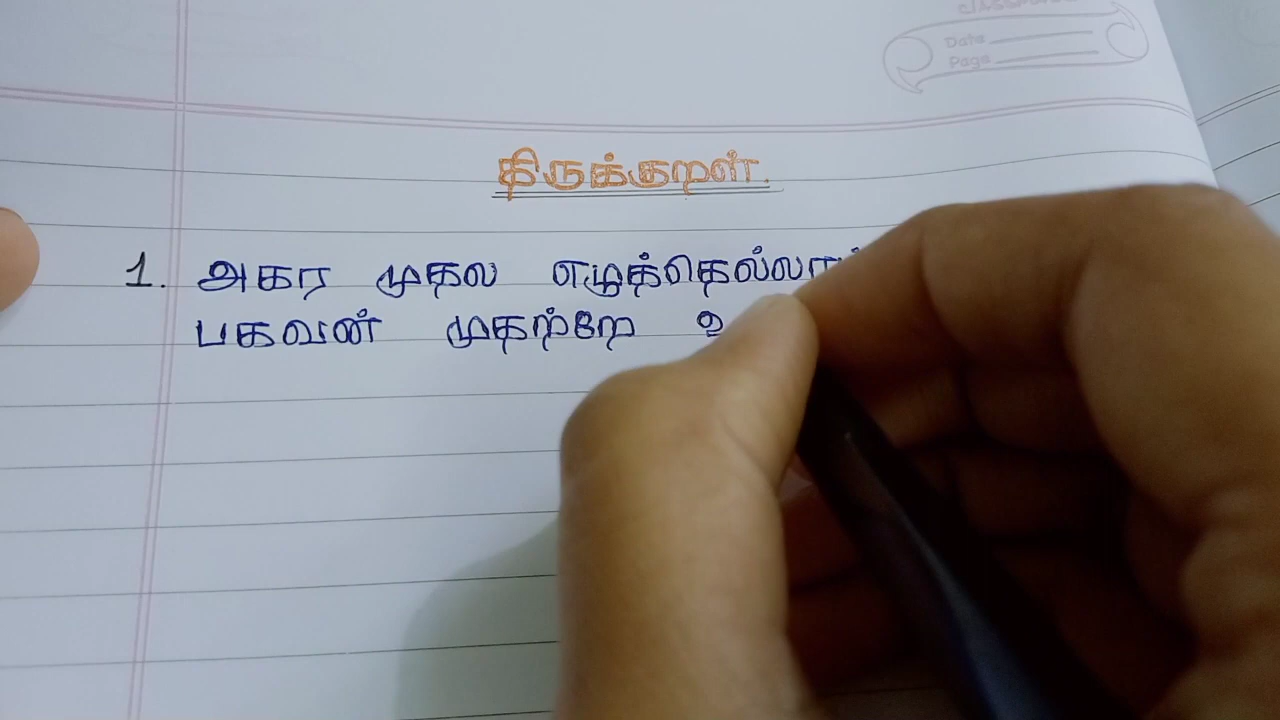 Date
Page
திருக்குறள்.
1. அகர முதல எழுத்தெல்லாம்
பகவன் முதற்றே உ